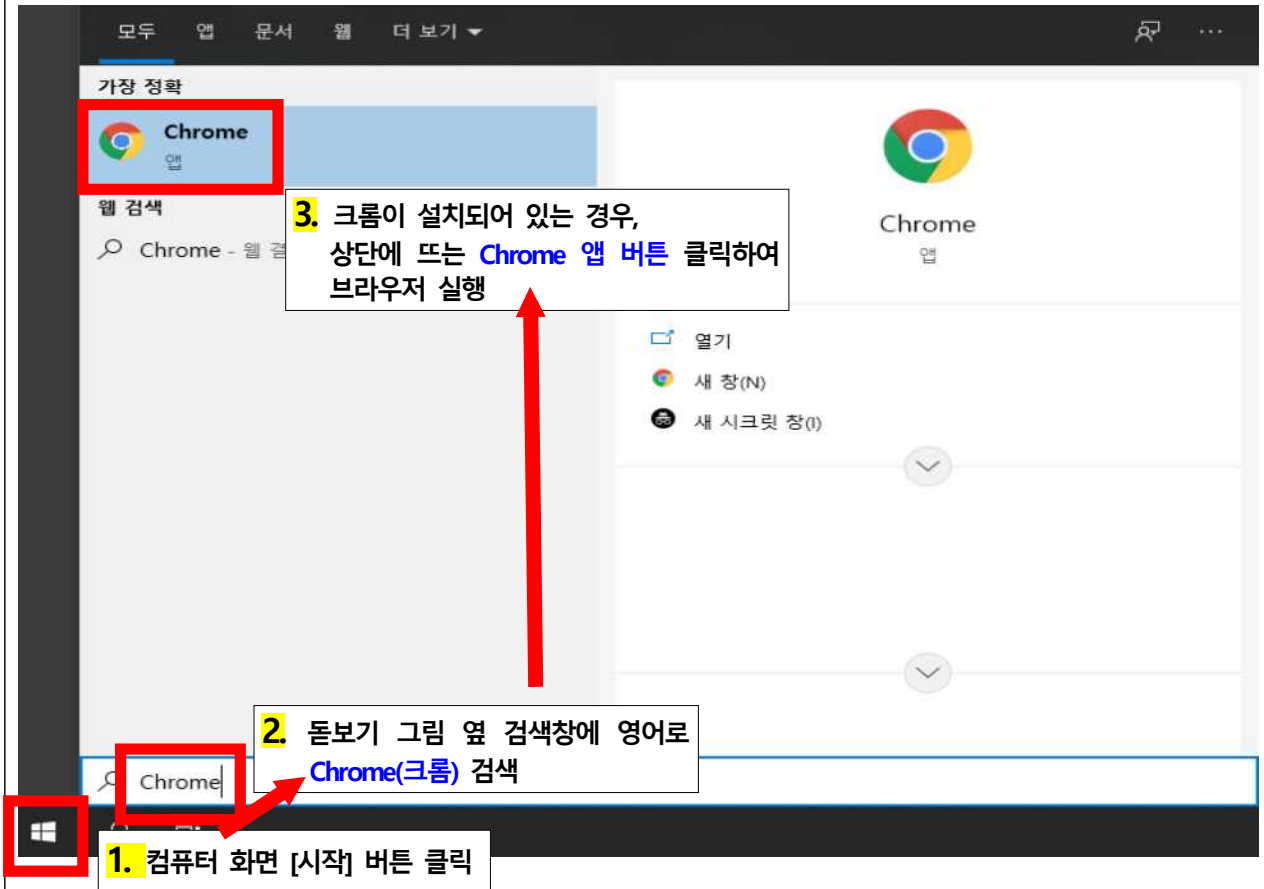 모두 앱 문서 웹 더 보기
가장 정확
Chrome
앱
웹 검색
Chrome - 웹
3. 크롬이 설치되어 있는 경우,
상단에 뜨는 Chrome 앱 버튼 클릭하여
브라우저 실행
Chrome
앱
열기
새 창(N)
새 시크릿 창(I)
2. 돋보기 그림 옆 검색창에 영어로
Chrome(크롬) 검색
Chrome
1. 컴퓨터 화면 [시작] 버튼 클릭